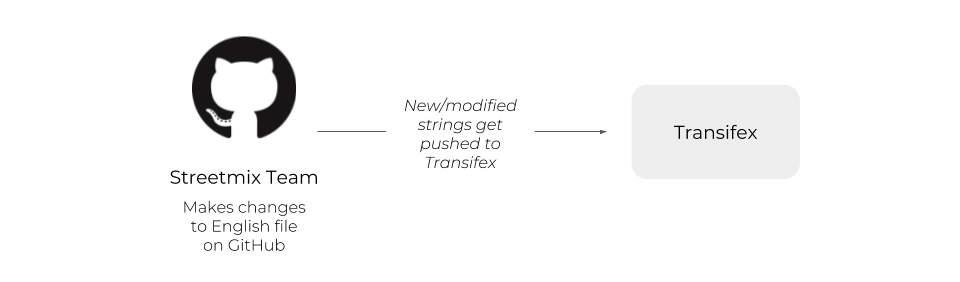 New/modified
strings get
pushed to
Transifex
Transifex
Streetmix Team
Makes changes
to English file
on GitHub